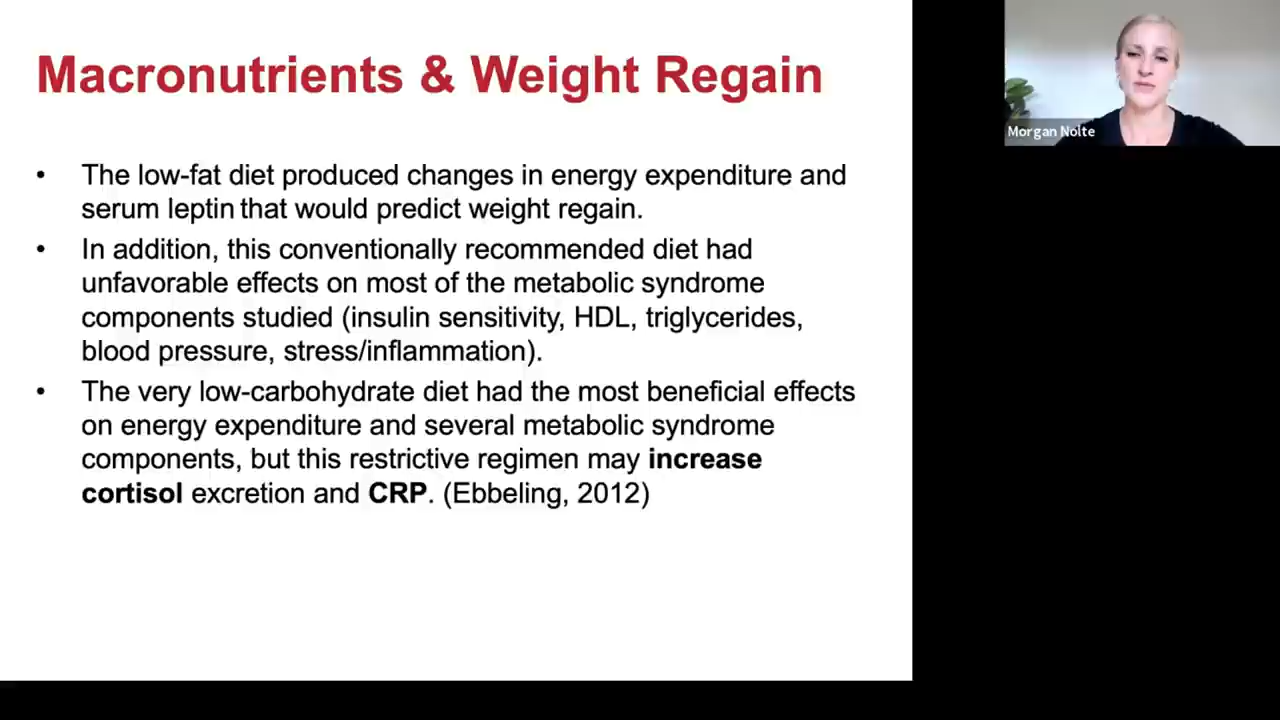 Macronutrients & Weight Regain
• The low-fat diet produced changes in energy expenditure and
serum leptin that would predict weight regain.
• In addition, this conventionally recommended diet had
unfavorable effects on most of the metabolic syndrome
components studied (insulin sensitivity, HDL, triglycerides,
blood pressure, stress/inflammation).
• The very low-carbohydrate diet had the most beneficial effects
on energy expenditure and several metabolic syndrome
components, but this restrictive regimen may increase
cortisol excretion and CRP. (Ebbeling, 2012)
Morgan Nolte